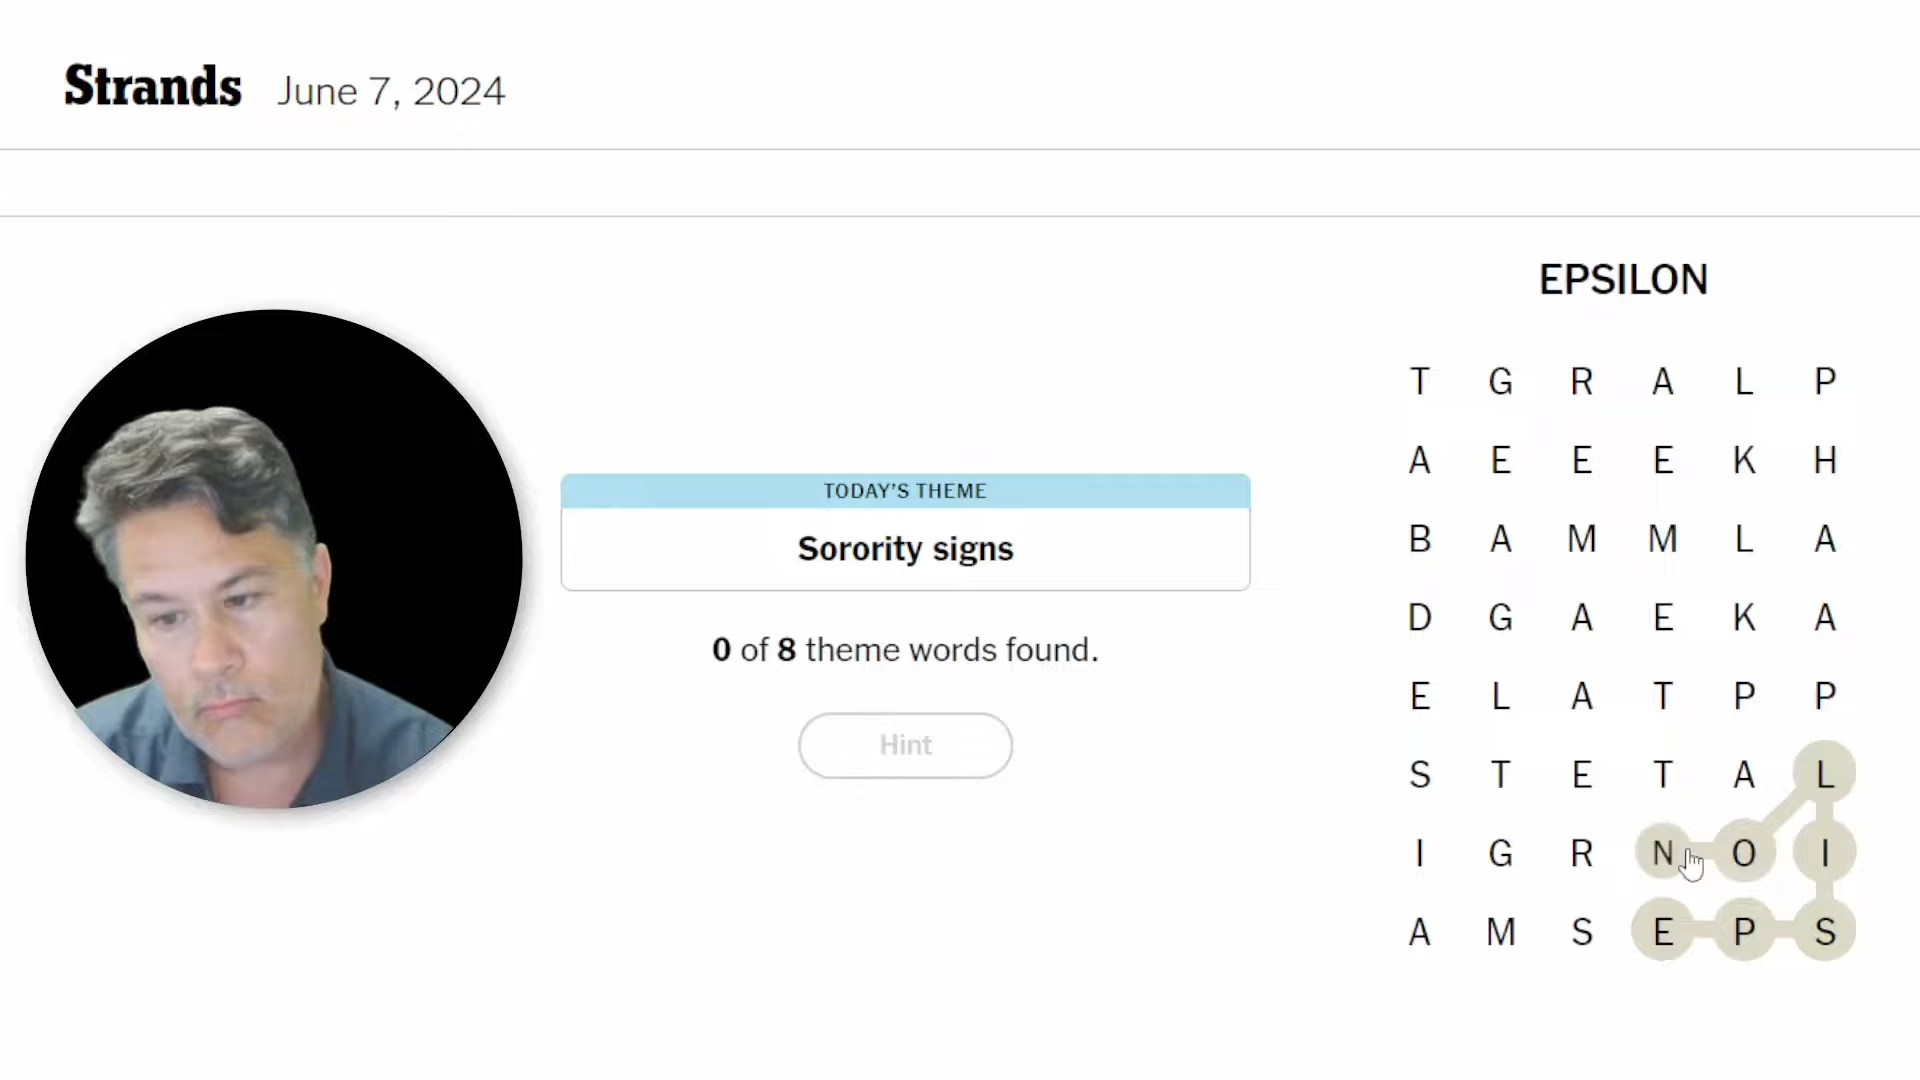 Strands June 7, 2024
EPSILON
TODAY'S THEME
Sorority signs
0 of 8 theme words found.
Hint
T G R A L P
A E E E K H
B A M M L A
D G A E K A
E L A T P P
S T E T A L
I G R N O I
A M S E P S